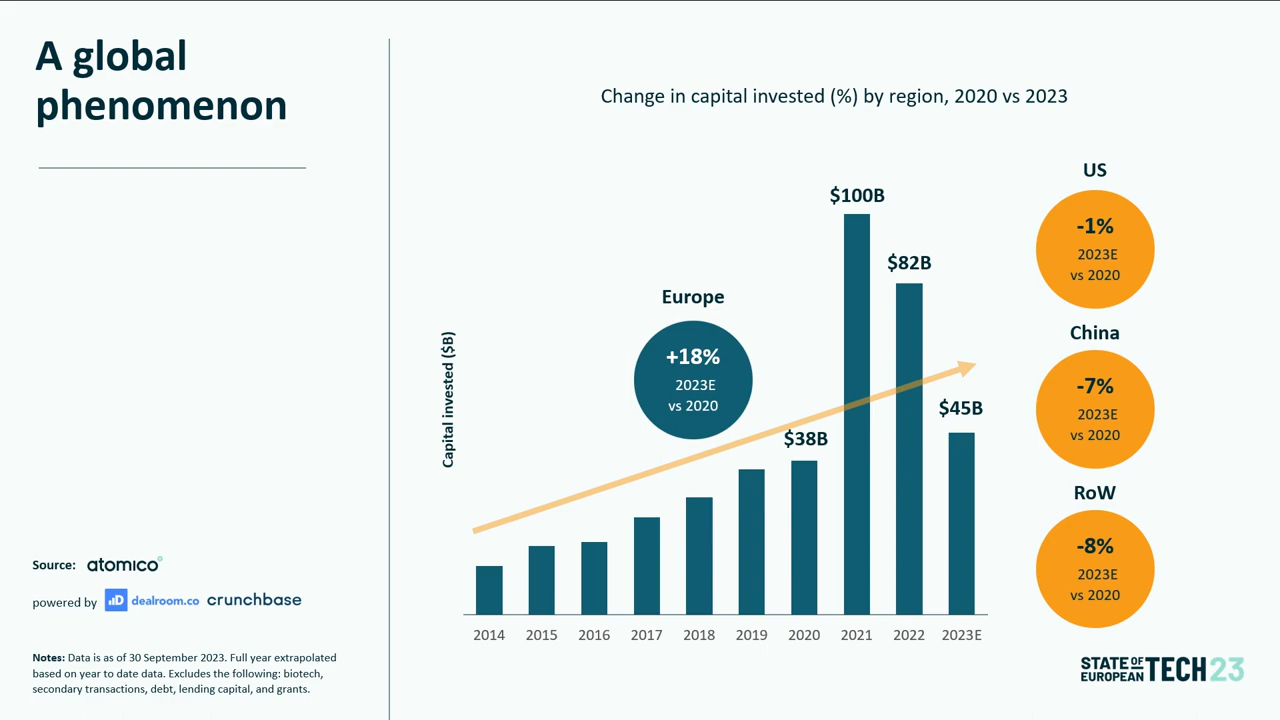 A global
phenomenon
Source: atomico
powered by dealroom.co crunchbase
Notes: Data is as of 30 September 2023. Full year extrapolated
based on year to date data. Excludes the following: biotech,
secondary transactions, debt, lending capital, and grants.
Change in capital invested (%) by region, 2020 vs 2023
Capital invested ($B)
Europe
+18%
2023E
vs 2020
$38B
$100B
$82B
$45B
2014 2015 2016 2017 2018 2019 2020 2021 2022 2023E
US
-1%
2023E
vs 2020
China
-7%
2023E
vs 2020
RoW
-8%
2023E
vs 2020
STATE OF
EUROPEAN TECH 23